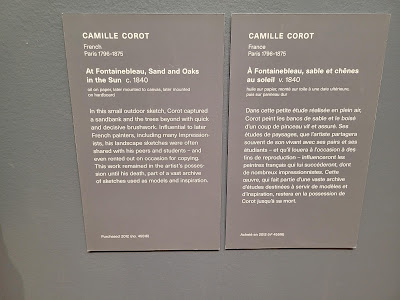 CAMILLE COROT
French
Paris 1796-1875
At Fontainebleau, Sand and Oaks
in the Sun c. 1840
oil on paper, later mounted to canvas, later mounted
on hardboard
In this small outdoor sketch, Corot captured
a sandbank and the trees beyond with quick
and decisive brushwork. Influential to later
French painters, including many impression-
ists, his landscape sketches were often
shared with his peers and students – and
even rented out on occasion for copying.
This work remained in the artist's posses-
sion until his death, part of a vast archive
of sketches used as models and inspiration.
Purchased 2012 (no.
CAMILLE COROT
France
Paris 1796-1875
À Fontainebleau, sable et chênes
au soleil v. 1840
huile sur papier, monté sur toile à une date ultérieure,
puis sur panneau dur
Dans cette petite étude réalisée en plein air,
Corot peint les bancs de sable et le boisé
d'un coup de pinceau vif et assuré. Ses
études de paysages, que l'artiste partagera
souvent de son vivant avec ses pairs et ses
étudiants – et qu'il louera à l'occasion à des
fins de reproduction – influenceront les
peintres français qui lui succéderont, dont
de nombreux impressionnistes. Cette
œuvre, qui fait partie d'une vaste archive
d'études destinées à servir de modèles et
d'inspiration, restera en la possession de
Corot jusqu'à sa mort.
Acheté en 2012